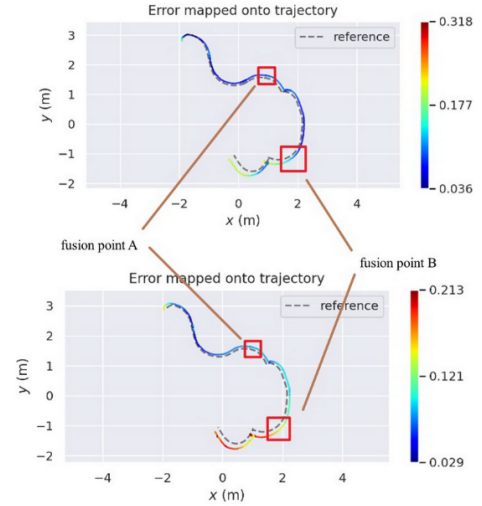 Error mapped onto trajectory
0.318
3
reference
2
1
0.177
0
y (m)
−1
−2
0.036
−4 −2 0 2 4
x (m)
fusion point A
fusion point B
Error mapped onto trajectory
0.213
3
reference
2
1
0.121
0
y (m)
−1
−2
0.029
−4 −2 0 2 4
x (m)